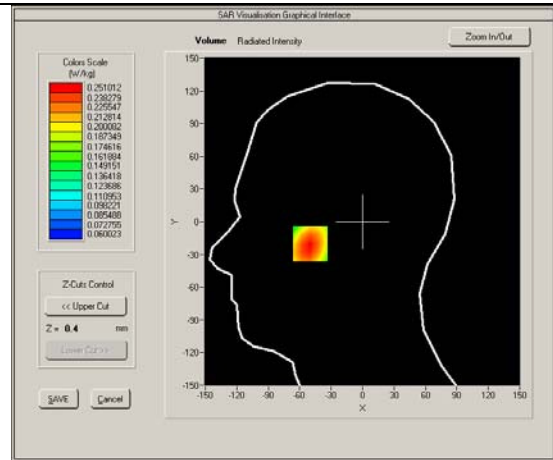 SAR Visualisation Graphical Interface
Volume Radiated Intensity
Zoom In/Out
Colors Scale
(W/kg)
0.251012
0.238279
0.225547
0.212814
0.200082
0.187349
0.174616
0.161884
0.149151
0.136418
0.123686
0.110953
0.098221
0.085488
0.072755
0.060023
Z-Cuts Control
<< Upper Cut
Z = 0.4 mm
Lower Cut >>
SAVE Cancel
150
120
90
60
30
0
-30
-60
-90
-120
-150
Y
-150 -120 -90 -60 -30 0 30 60 90 120 150
X